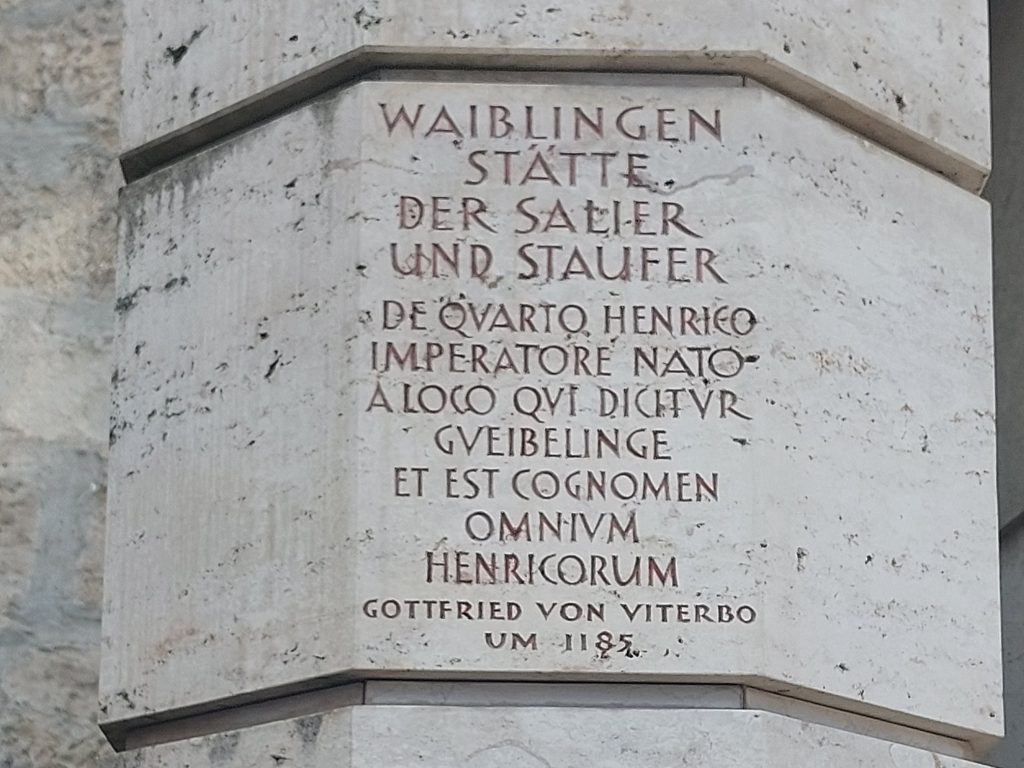 WAIBLINGEN
STÄTTE
DER SALIER
UND STAUFER
DE QVARTO HENRICO
IMPERATORE NATO
A LOCO QVI DICITVR
GVEIBELINGE
ET EST COGNOMEN
OMNIVM
HENRICORUM
GOTTFRIED VON VITERBO
UM 1185